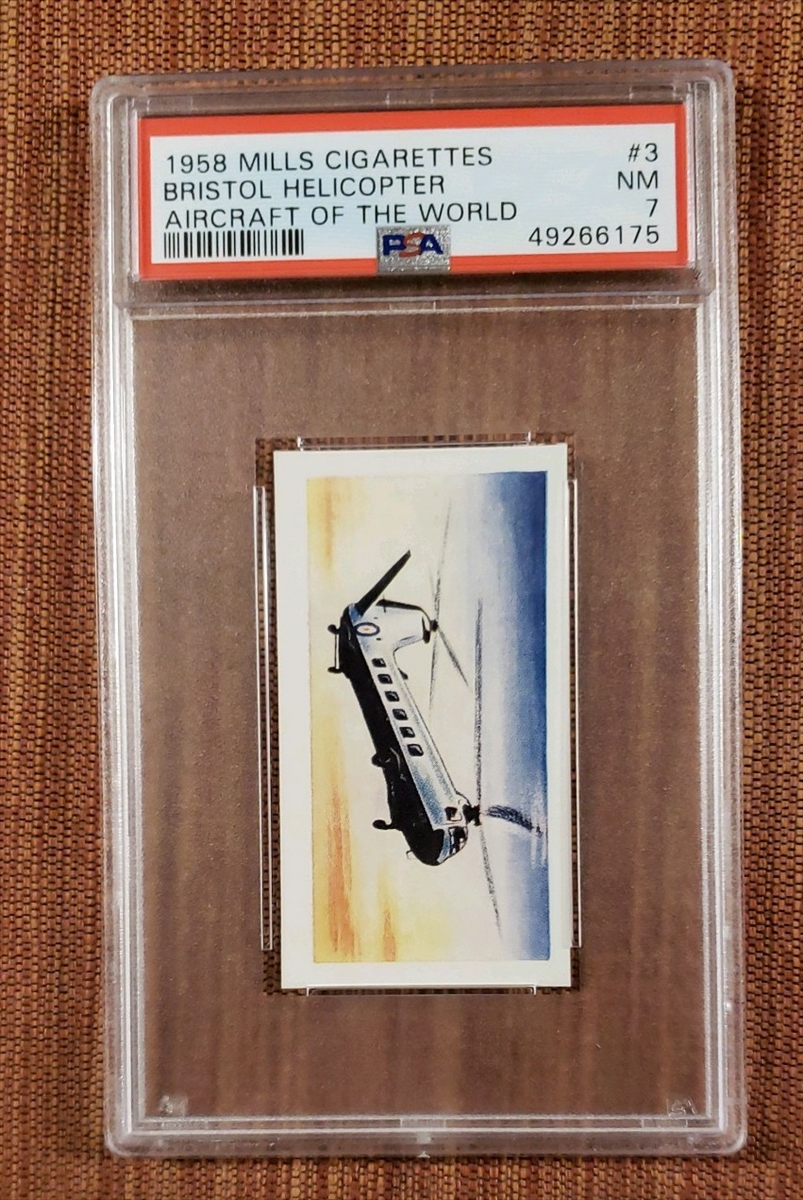 1958 MILLS CIGARETTES #3
BRISTOL HELICOPTER NM
AIRCRAFT OF THE WORLD 7
PSA 49266175